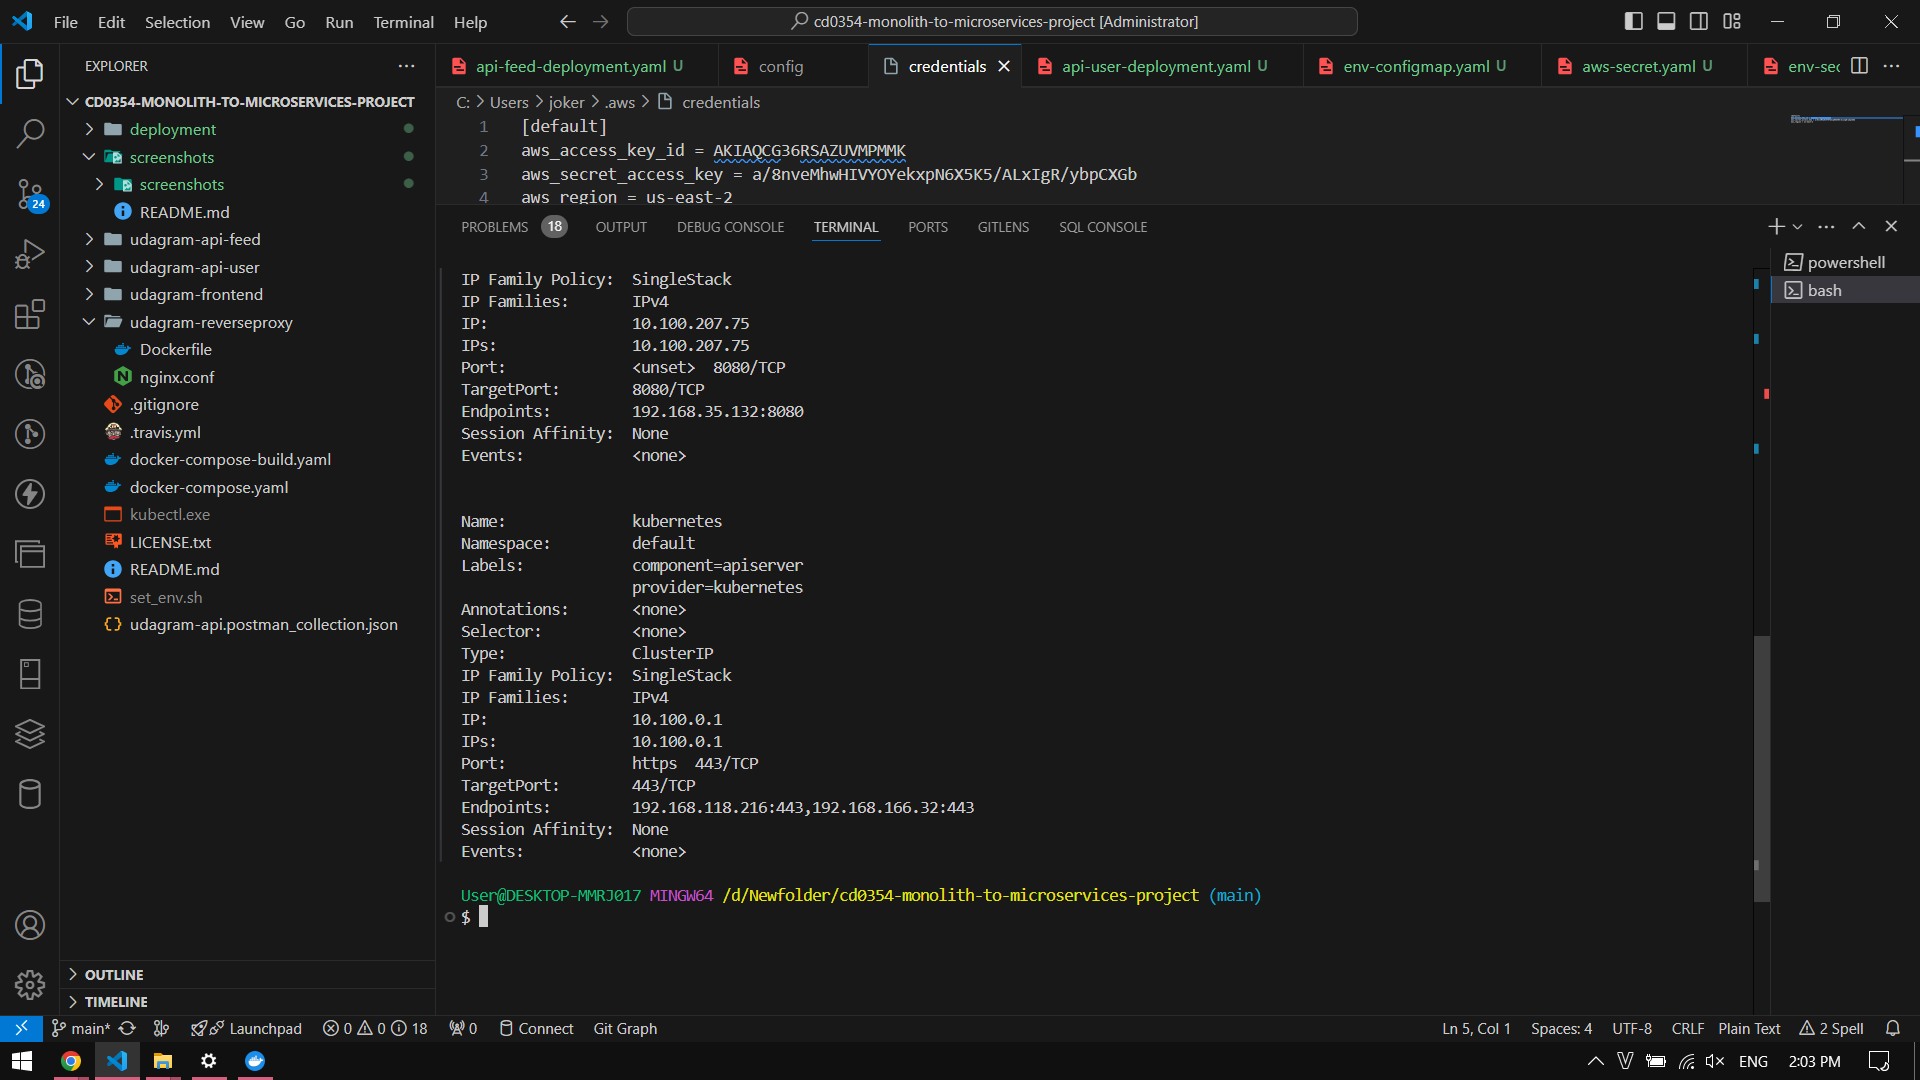 File Edit Selection View Go Run Terminal Help
cd0354-monolith-to-microservices-project [Administrator]
EXPLORER
CD0354-MONOLITH-TO-MICROSERVICES-PROJECT
deployment
screenshots
screenshots
README.md
udagram-api-feed
udagram-api-user
udagram-frontend
udagram-reverseproxy
Dockerfile
nginx.conf
.gitignore
.travis.yml
docker-compose-build.yaml
docker-compose.yaml
kubectl.exe
LICENSE.txt
README.md
set_env.sh
udagram-api.postman_collection.json
OUTLINE
TIMELINE
24
api-feed-deployment.yaml U config credentials api-user-deployment.yaml U env-configmap.yaml U aws-secret.yaml U env-sec
C: > Users > joker > .aws > credentials
1 [default]
2 aws_access_key_id = AKIAQCG36RSAZUVMPMMK
3 aws_secret_access_key = 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
4 aws_region = us-east-2
PROBLEMS 18 OUTPUT DEBUG CONSOLE TERMINAL PORTS GITLENS SQL CONSOLE
powershell
bash
IP Family Policy: SingleStack
IP Families: IPv4
IP: 10.100.207.75
IPs: 10.100.207.75
Port: <unset> 8080/TCP
TargetPort: 8080/TCP
Endpoints: 192.168.35.132:8080
Session Affinity: None
Events: <none>
Name: kubernetes
Namespace: default
Labels: component=apiserver
provider=kubernetes
Annotations: <none>
Selector: <none>
Type: ClusterIP
IP Family Policy: SingleStack
IP Families: IPv4
IP: 10.100.0.1
IPs: 10.100.0.1
Port: https 443/TCP
TargetPort: 443/TCP
Endpoints: 192.168.118.216:443,192.168.166.32:443
Session Affinity: None
Events: <none>
User@DESKTOP-MMRJ017 MINGW64 /d/Newfolder/cd0354-monolith-to-microservices-project (main)
$
main* Launchpad 0 0 18 0 Connect Git Graph Ln 5, Col 1 Spaces: 4 UTF-8 CRLF Plain Text 2 Spell
ENG 2:03 PM